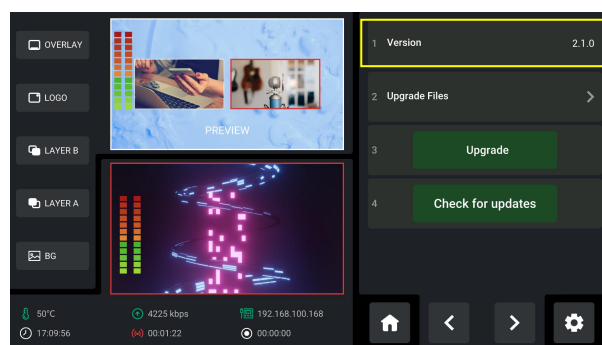 OVERLAY
LOGO
LAYER B
LAYER A
BG
PREVIEW
50°C
4225 kbps
192.168.100.168
17:09:56
00:01:22
00:00:00
1 Version 2.1.0
2 Upgrade Files
3 Upgrade
4 Check for updates